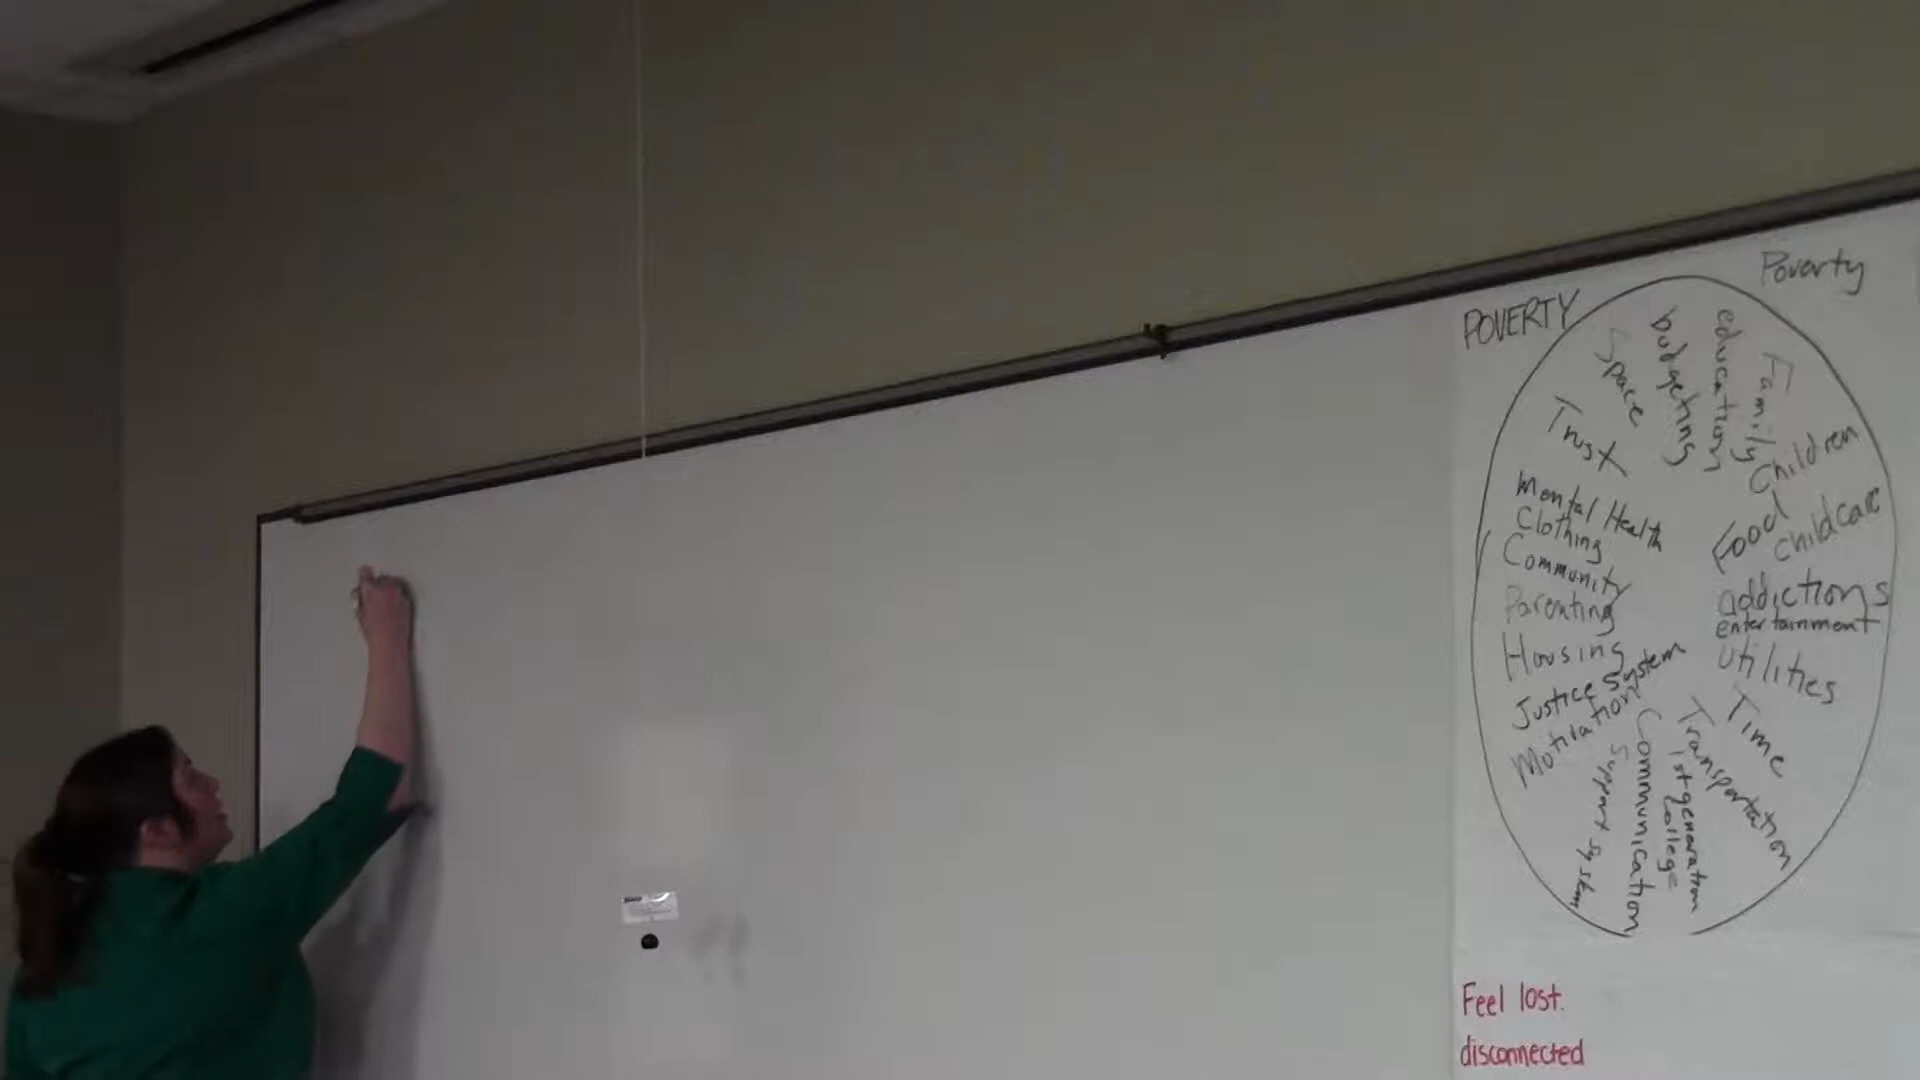 Poverty
POVERTY
Space
budgeting
education
Family
Children
Trust
Food
childcare
Mental Health
Clothing
Community
Parenting
Housing
Justice System
Motivation
addictions
entertainment
utilities
Time
Transportation
1st generation
college
Communication
Support system
Feel lost.
disconnected